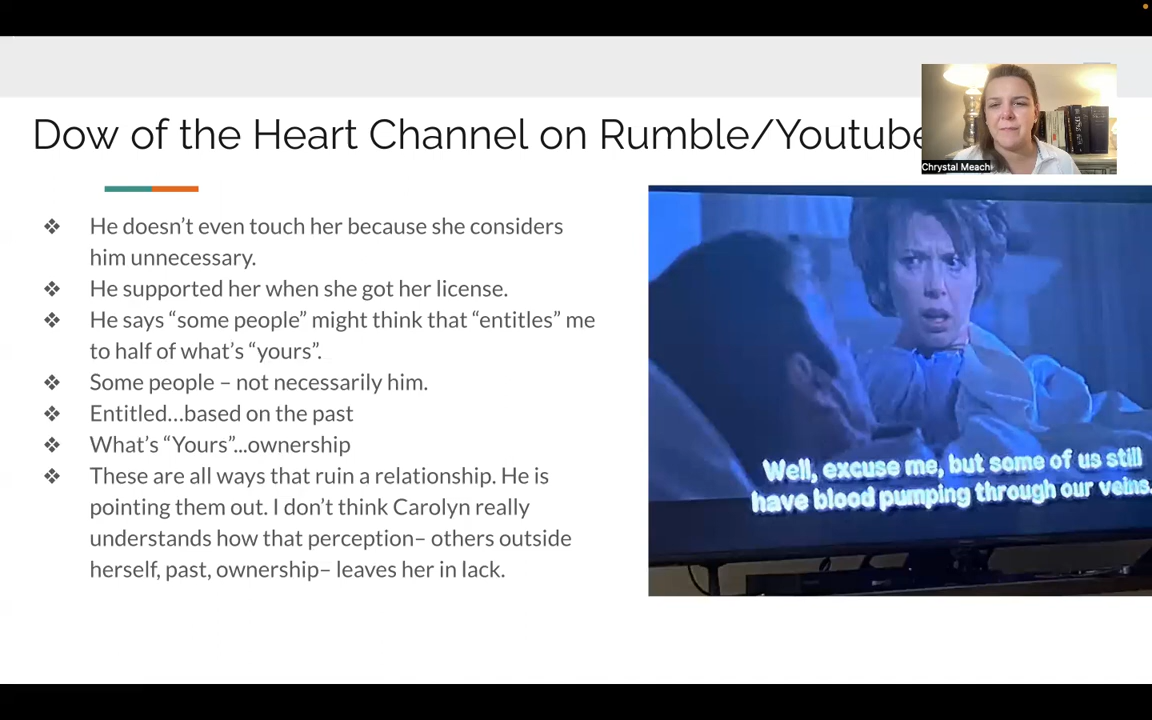 Dow of the Heart Channel on Rumble/Youtube
Chrystal Meach
❖ He doesn’t even touch her because she considers
him unnecessary.
❖ He supported her when she got her license.
❖ He says “some people” might think that “entitles” me
to half of what’s “yours”.
❖ Some people – not necessarily him.
❖ Entitled...based on the past
❖ What’s “Yours”...ownership
❖ These are all ways that ruin a relationship. He is
pointing them out. I don’t think Carolyn really
understands how that perception– others outside
herself, past, ownership– leaves her in lack.
Well, excuse me, but some of us still
have blood pumping through our veins.